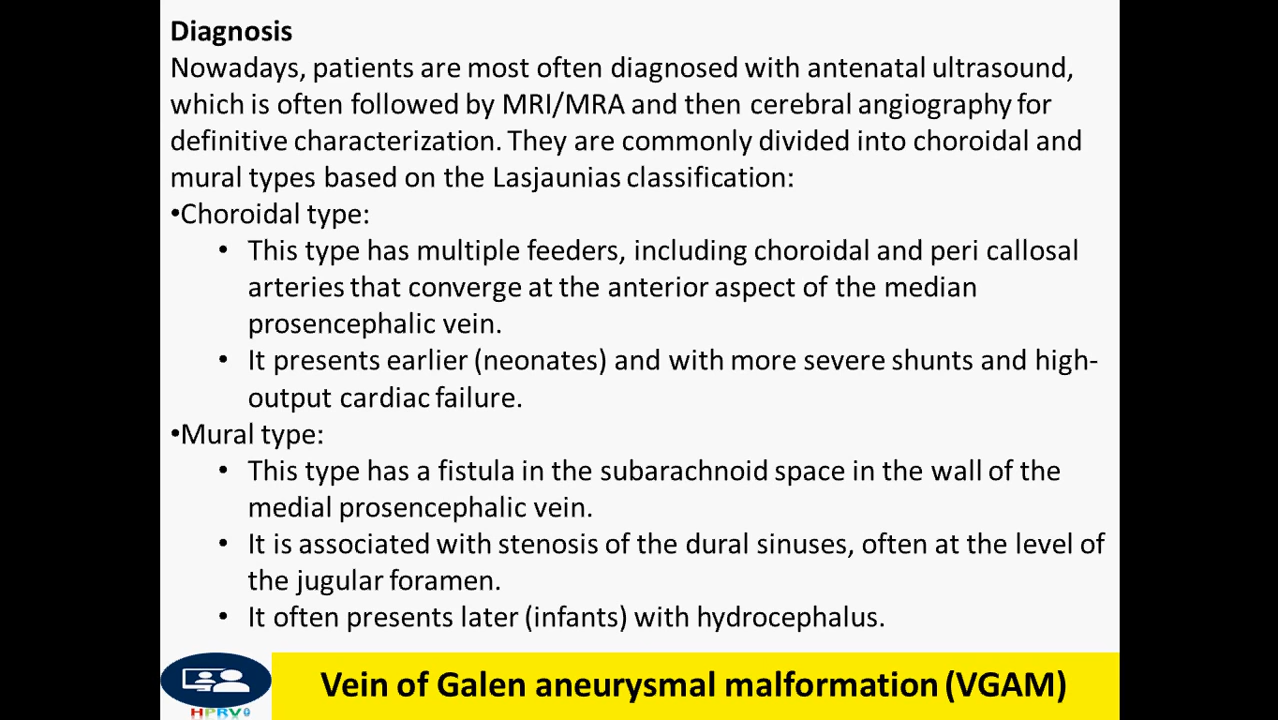 Diagnosis
Nowadays, patients are most often diagnosed with antenatal ultrasound,
which is often followed by MRI/MRA and then cerebral angiography for
definitive characterization. They are commonly divided into choroidal and
mural types based on the Lasjaunias classification:
•Choroidal type:
• This type has multiple feeders, including choroidal and peri callosal
arteries that converge at the anterior aspect of the median
prosencephalic vein.
• It presents earlier (neonates) and with more severe shunts and high-
output cardiac failure.
•Mural type:
• This type has a fistula in the subarachnoid space in the wall of the
medial prosencephalic vein.
• It is associated with stenosis of the dural sinuses, often at the level of
the jugular foramen.
• It often presents later (infants) with hydrocephalus.
Vein of Galen aneurysmal malformation (VGAM)